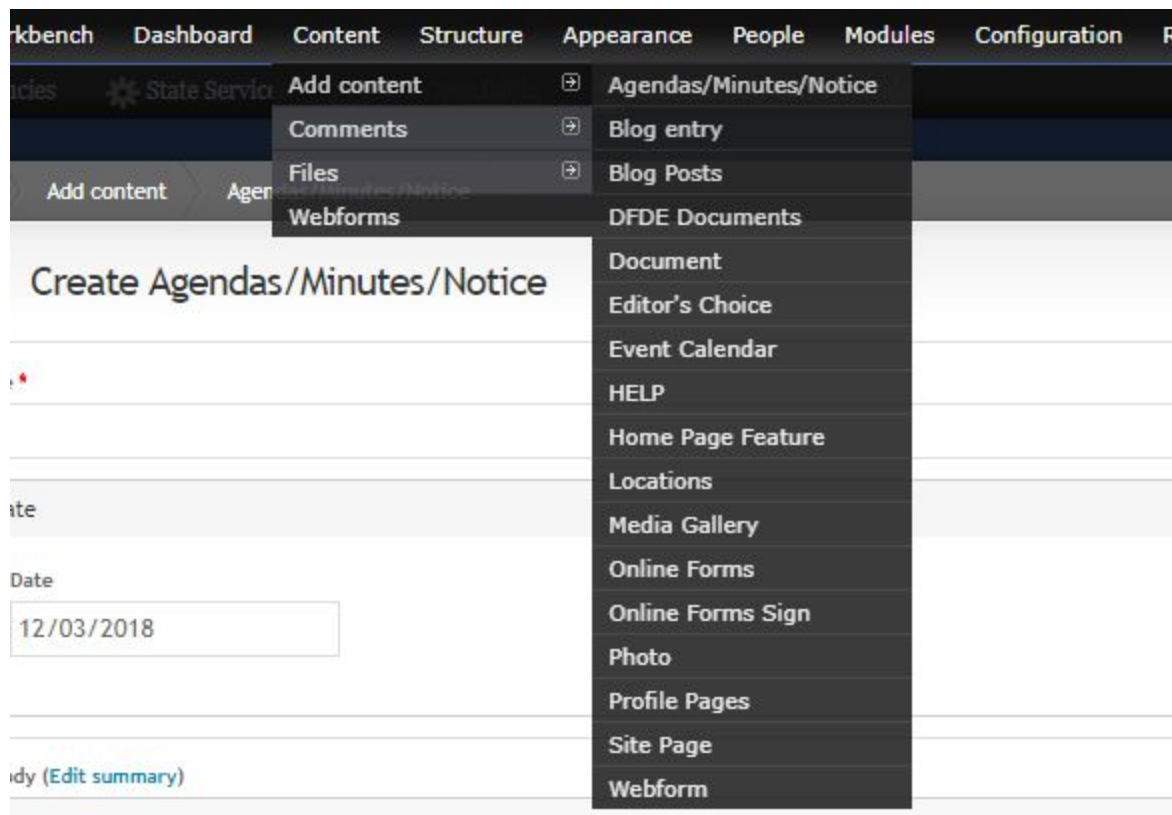 rkbench Dashboard Content Structure Appearance People Modules Configuration R
State Servic
Add content
Comments
Files
Webforms
Agendas/Minutes/Notice
Blog entry
Blog Posts
DFDE Documents
Document
Editor's Choice
Event Calendar
HELP
Home Page Feature
Locations
Media Gallery
Online Forms
Online Forms Sign
Photo
Profile Pages
Site Page
Webform
Add content Agendas/Minutes/Notice
Create Agendas/Minutes/Notice
Date
12/03/2018
(Edit summary)